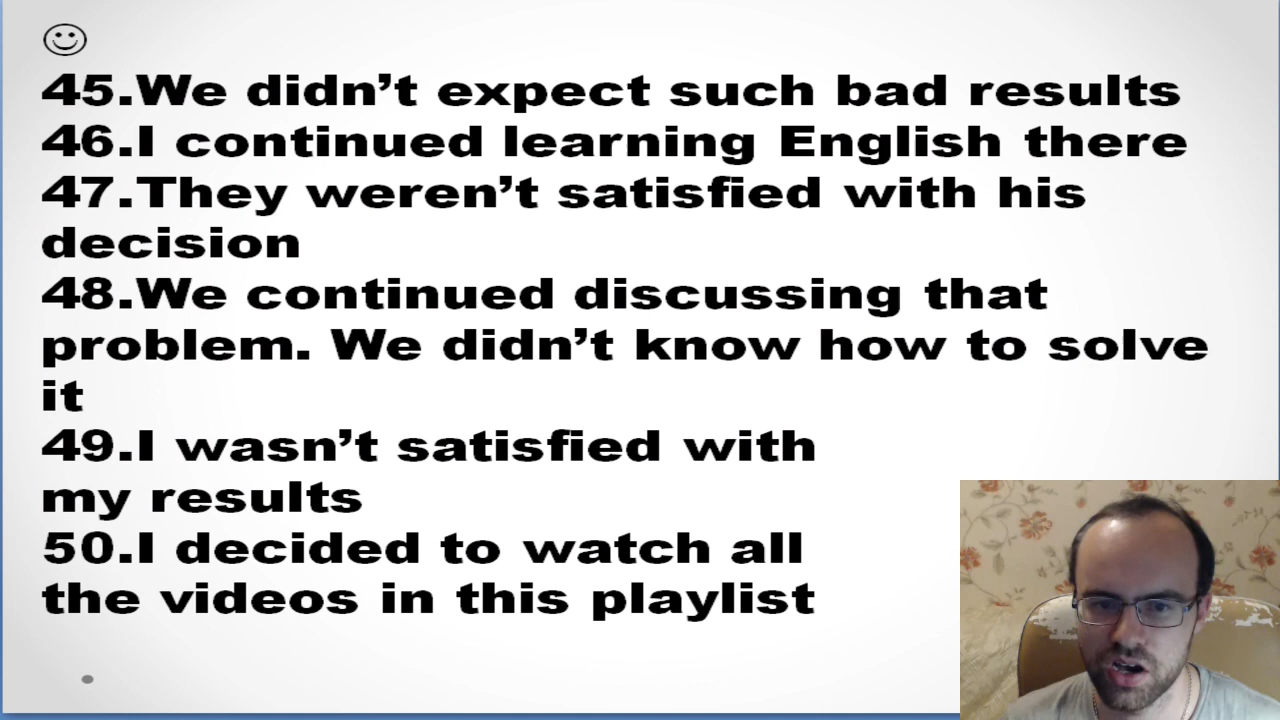 45.We didn’t expect such bad results
46.I continued learning English there
47.They weren’t satisfied with his
decision
48.We continued discussing that
problem. We didn’t know how to solve
it
49.I wasn’t satisfied with
my results
50.I decided to watch all
the videos in this playlist